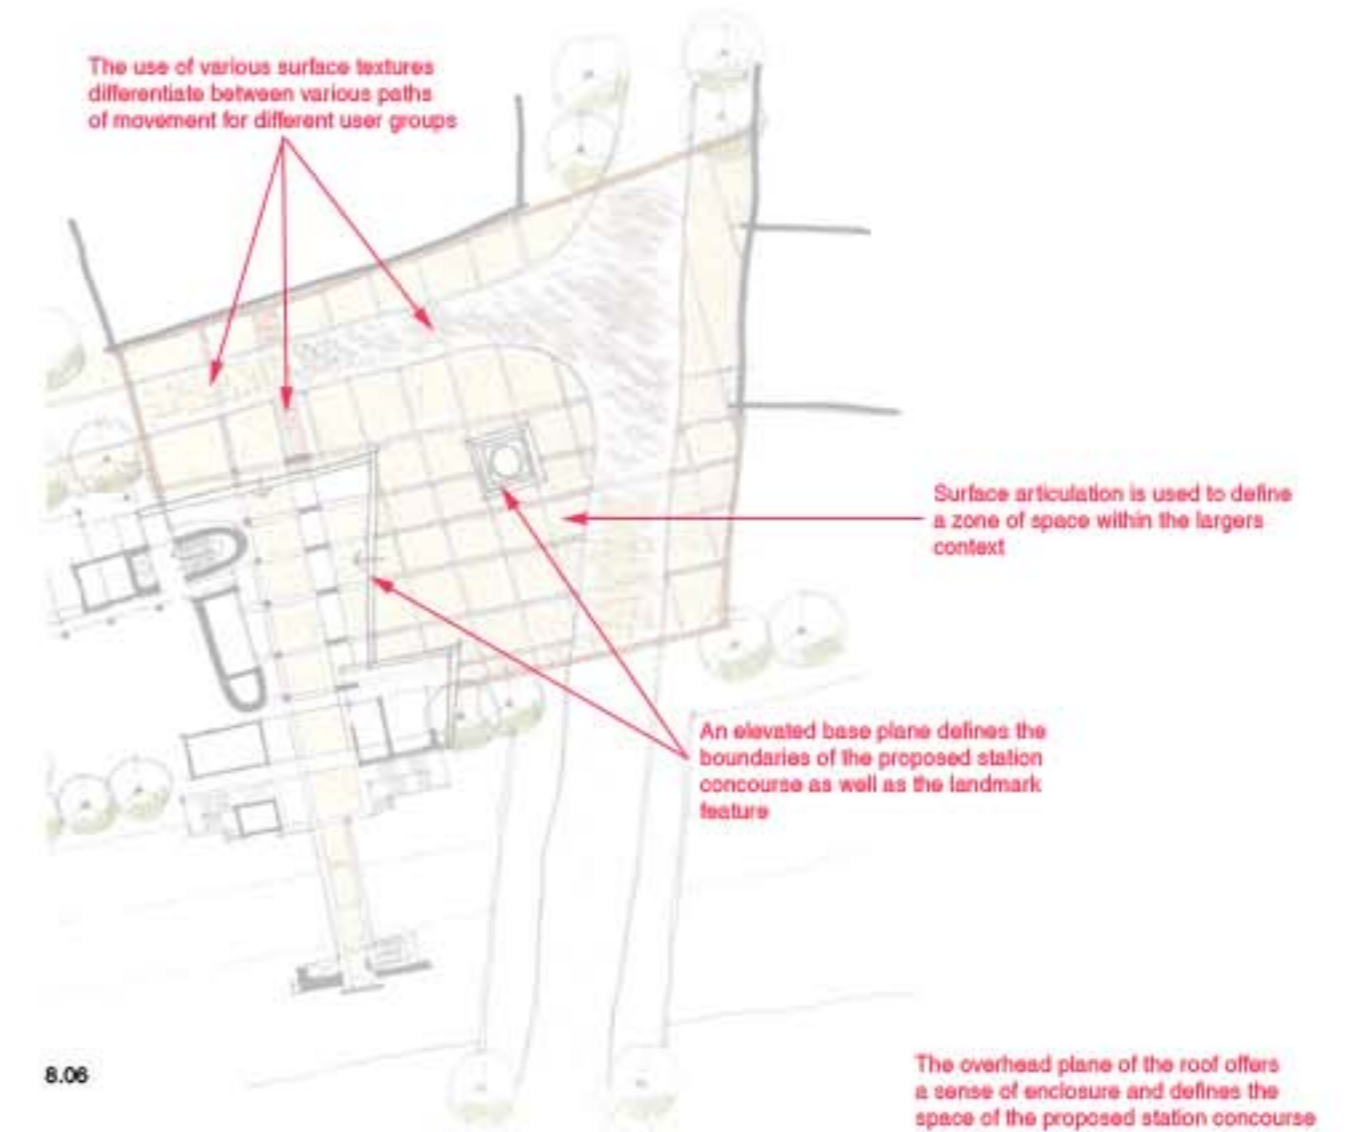 The use of various surface textures
differentiate between various paths
of movement for different user groups
Surface articulation is used to define
a zone of space within the largers
context
An elevated base plane defines the
boundaries of the proposed station
concourse as well as the landmark
feature
8.06
The overhead plane of the roof offers
a sense of enclosure and defines the
space of the proposed station concourse